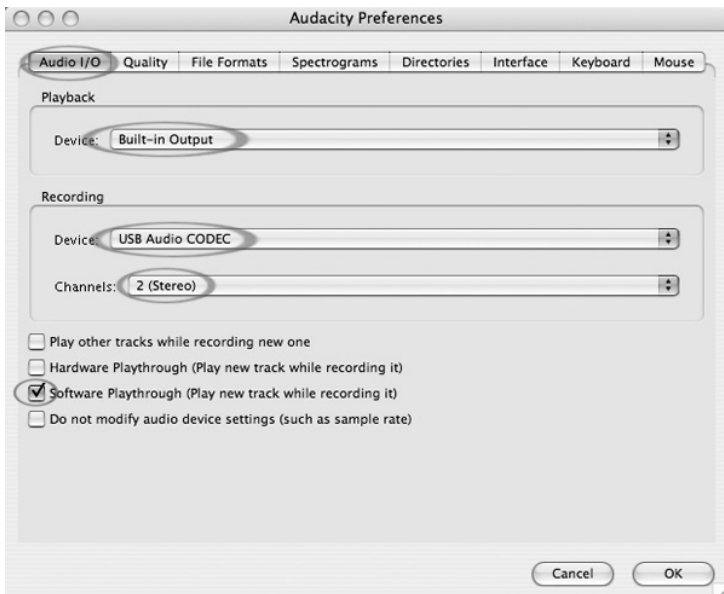 Audacity Preferences
Audio I/O Quality File Formats Spectrograms Directories Interface Keyboard Mouse
Playback
Device: Built-in Output
Recording
Device: USB Audio CODEC
Channels: 2 (Stereo)
Play other tracks while recording new one
Hardware Playthrough (Play new track while recording it)
Software Playthrough (Play new track while recording it)
Do not modify audio device settings (such as sample rate)
Cancel OK